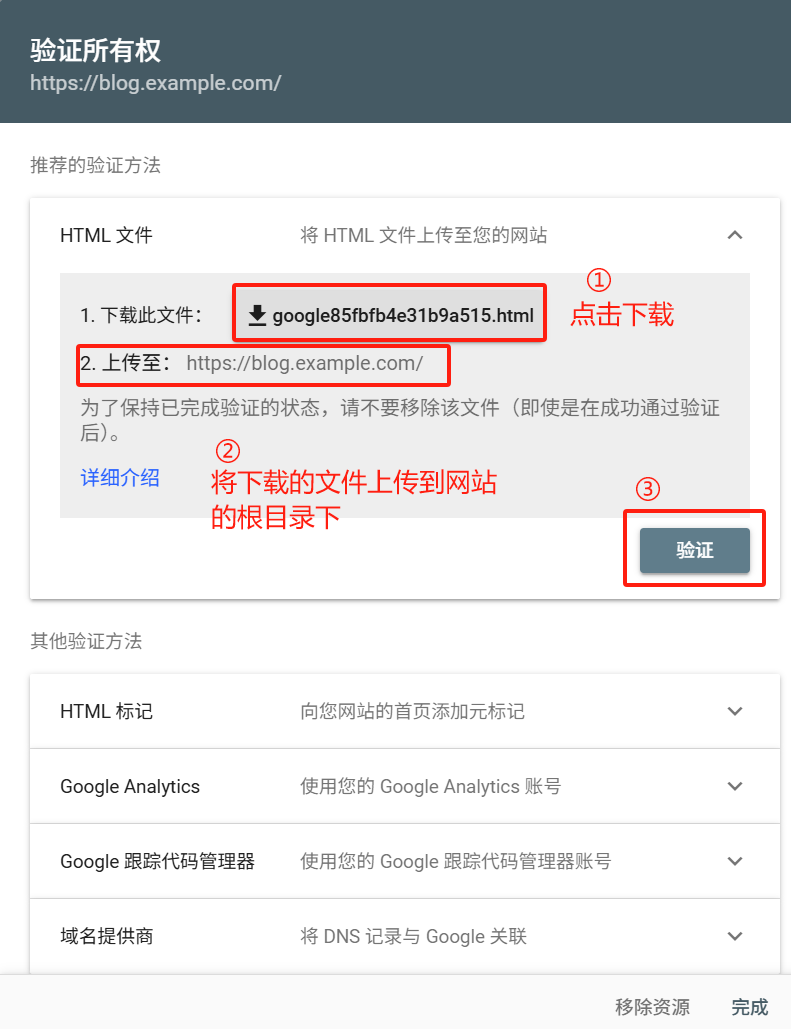 验证所有权
https://blog.example.com/
推荐的验证方法
HTML 文件
将 HTML 文件上传至您的网站
①
1. 下载此文件：
google85fbfb4e31b9a515.html
点击下载
2. 上传至：
https://blog.example.com/
为了保持已完成验证的状态，请不要移除该文件（即使是在成功通过验证
后）。
详细介绍
②
将下载的文件上传到网站
的根目录下
③
验证
其他验证方法
HTML 标记
向您网站的首页添加元标记
Google Analytics
使用您的 Google Analytics 账号
Google 跟踪代码管理器
使用您的 Google 跟踪代码管理器账号
域名提供商
将 DNS 记录与 Google 关联
移除资源
完成